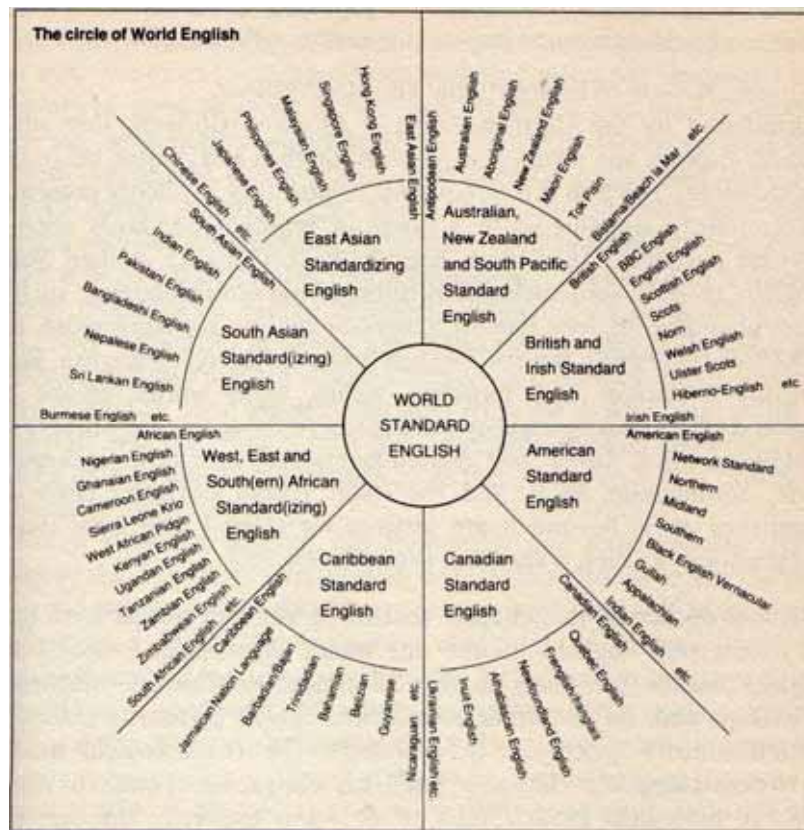 The circle of World English
East Asian English
Hong Kong English
Singapore English
Malaysian English
Philippines English
Japanese English
Chinese English etc.
East Asian
Standardizing
English
Antipodean English
Australian English
Aboriginal English
New Zealand English
Maori English
Tok Pisin
Bislama/Beach la Mar etc.
Australian,
New Zealand
and South Pacific
Standard
English
British English
BBC English
English English
Scottish English
Scots
Norn
Welsh English
Ulster Scots
Hiberno-English etc.
Irish English
British and
Irish Standard
English
American English
Network Standard
Northern
Midland
Southern
Black English Vernacular
Gullah
Appalachian
Indian English etc
American
Standard
English
Canadian English
Quebec English
Frenglish/franglais
Newfoundland English
Athabascan English
Inuit English
Ukrainian English etc
Canadian
Standard
English
Caribbean English
Jamaican Nation Language
Barbadian/Bajan
Trinidadian
Bahamian
Belizian
Guyanese
Nicaraguan etc
Caribbean
Standard
English
African English
Nigerian English
Ghanaian English
Cameroon English
Sierra Leone Krio
West African Pidgin
Kenyan English
Ugandan English
Tanzanian English
Zambian English
Zimbabwean English
South African English etc
West, East and
South(ern) African
Standard(izing)
English
South Asian English
Indian English
Pakistani English
Bangladeshi English
Nepalese English
Sri Lankan English
Burmese English etc.
South Asian
Standard(izing)
English
WORLD
STANDARD
ENGLISH